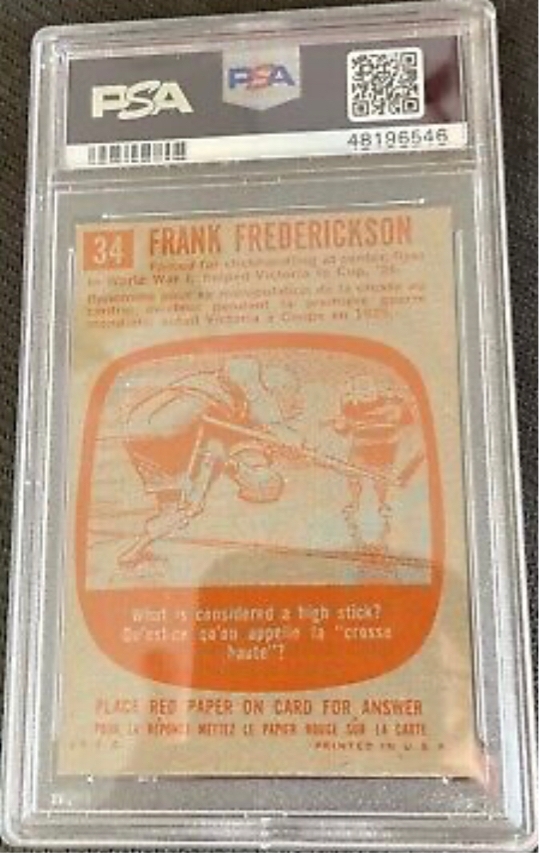 PSA
PSA
48196546
34 FRANK FREDERICKSON
Famed for stickhandling at center, flyer
in World War I, helped Victoria to Cup, '25.
Renommé pour sa manipulation de la crosse au
centre, aviateur pendant la première guerre
mondiale, aidait Victoria a Coupe en 1925.
What is considered a high stick?
Qu'est-ce qu'on appelle la "crosse
haute"?
PLACE RED PAPER ON CARD FOR ANSWER
POUR LA RÉPONSE METTEZ LE PAPIER ROUGE SUR LA CARTE
PRINTED IN U.S.A.